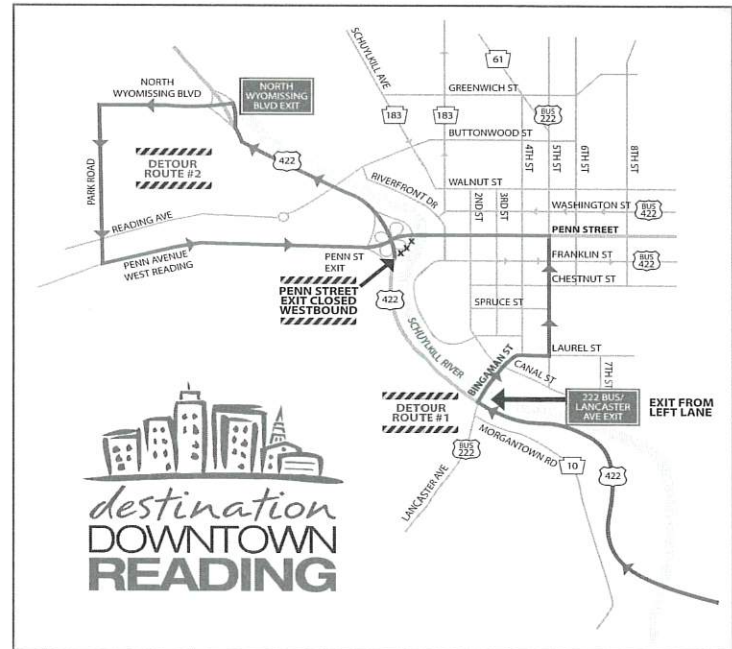 SCHUYLKILL AVE
61
GREENWICH ST
NORTH
WYOMISSING BLVD
NORTH
WYOMISSING
BLVD EXIT
183
183
BUS
222
BUTTONWOOD ST
4TH ST
5TH ST
6TH ST
8TH ST
DETOUR
ROUTE #2
422
PARK ROAD
RIVERFRONT DR
WALNUT ST
2ND ST
3RD ST
WASHINGTON ST
BUS
422
READING AVE
PENN STREET
PENN AVENUE
WEST READING
PENN ST
EXIT
FRANKLIN ST
BUS
422
CHESTNUT ST
PENN STREET
EXIT CLOSED
WESTBOUND
422
SPRUCE ST
SCHUYLKILL RIVER
BINGAMAN ST
LAUREL ST
CANAL ST
7TH ST
DETOUR
ROUTE #1
222 BUS/
LANCASTER
AVE EXIT
EXIT FROM
LEFT LANE
BUS
222
MORGANTOWN RD
10
422
LANCASTER AVE
destination
DOWNTOWN
READING